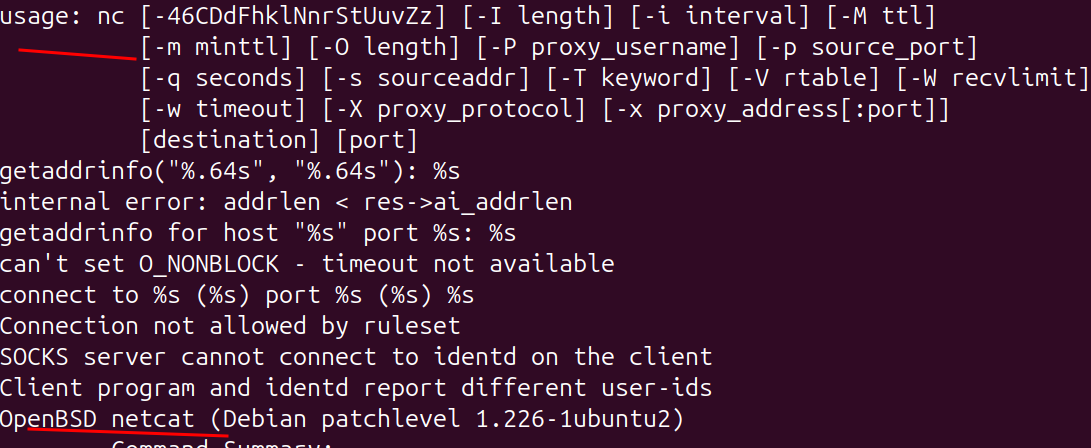 usage: nc [-46CDdFhklNnrStUuvZz] [-I length] [-i interval] [-M ttl]
[-m minttl] [-O length] [-P proxy_username] [-p source_port]
[-q seconds] [-s sourceaddr] [-T keyword] [-V rtable] [-W recvlimit]
[-w timeout] [-X proxy_protocol] [-x proxy_address[:port]]
[destination] [port]
getaddrinfo("%.64s", "%.64s"): %s
internal error: addrlen < res->ai_addrlen
getaddrinfo for host "%s" port %s: %s
can't set O_NONBLOCK - timeout not available
connect to %s (%s) port %s (%s) %s
Connection not allowed by ruleset
SOCKS server cannot connect to identd on the client
Client program and identd report different user-ids
OpenBSD netcat (Debian patchlevel 1.226-1ubuntu2)
Command Summary: